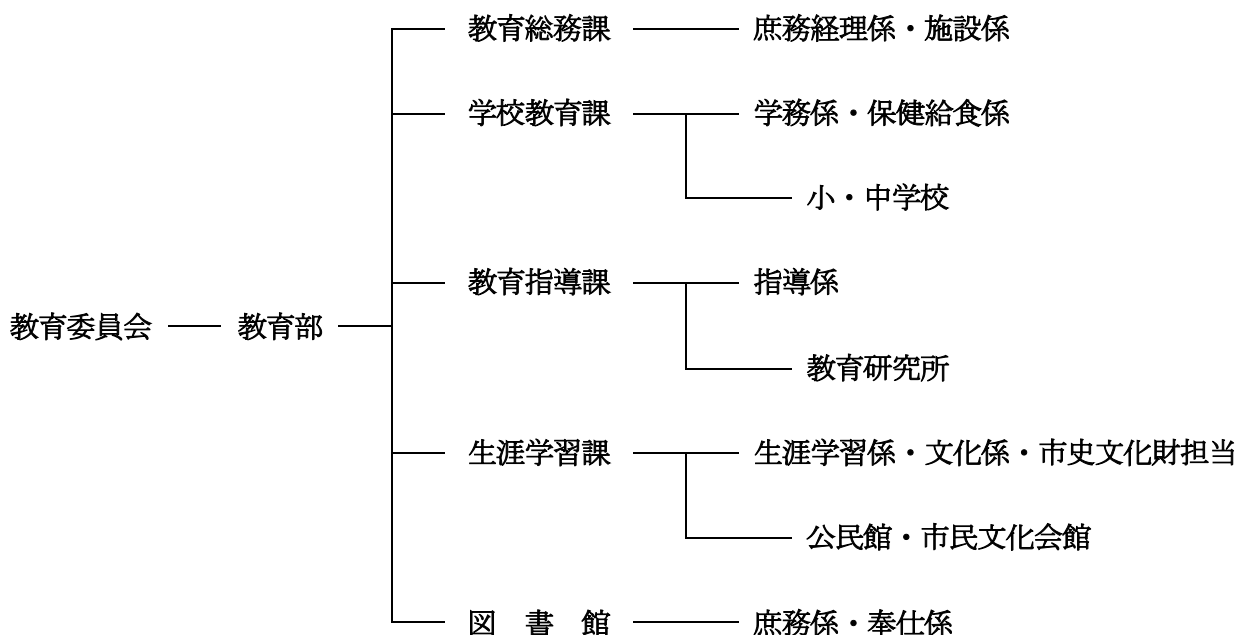 教育総務課 庶務経理係・施設係
学校教育課 学務係・保健給食係
小・中学校
教育指導課 指導係
教育委員会 教育部
教育研究所
生涯学習課 生涯学習係・文化係・市史文化財担当
公民館・市民文化会館
図　書　館 庶務係・奉仕係